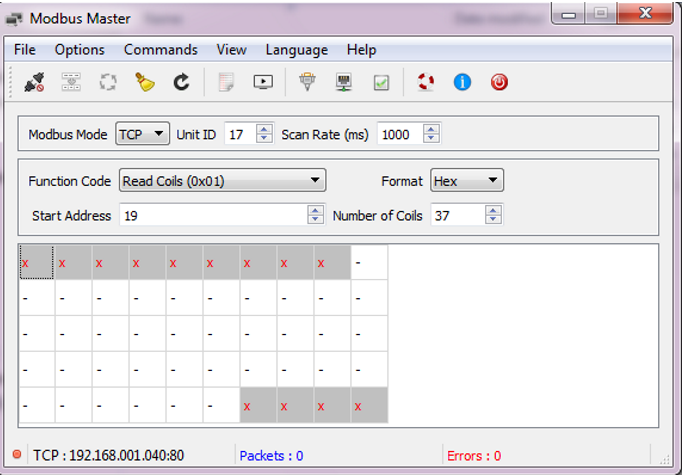 Modbus Master
File Options Commands View Language Help
Modbus Mode TCP Unit ID 17 Scan Rate (ms) 1000
Function Code Read Coils (0x01) Format Hex
Start Address 19 Number of Coils 37
x x x x x x x x x -
- - - - - - - - - -
- - - - - - - - - -
- - - - - - - - - -
- - - - - - x x x x
TCP : 192.168.001.040:80 Packets : 0 Errors : 0